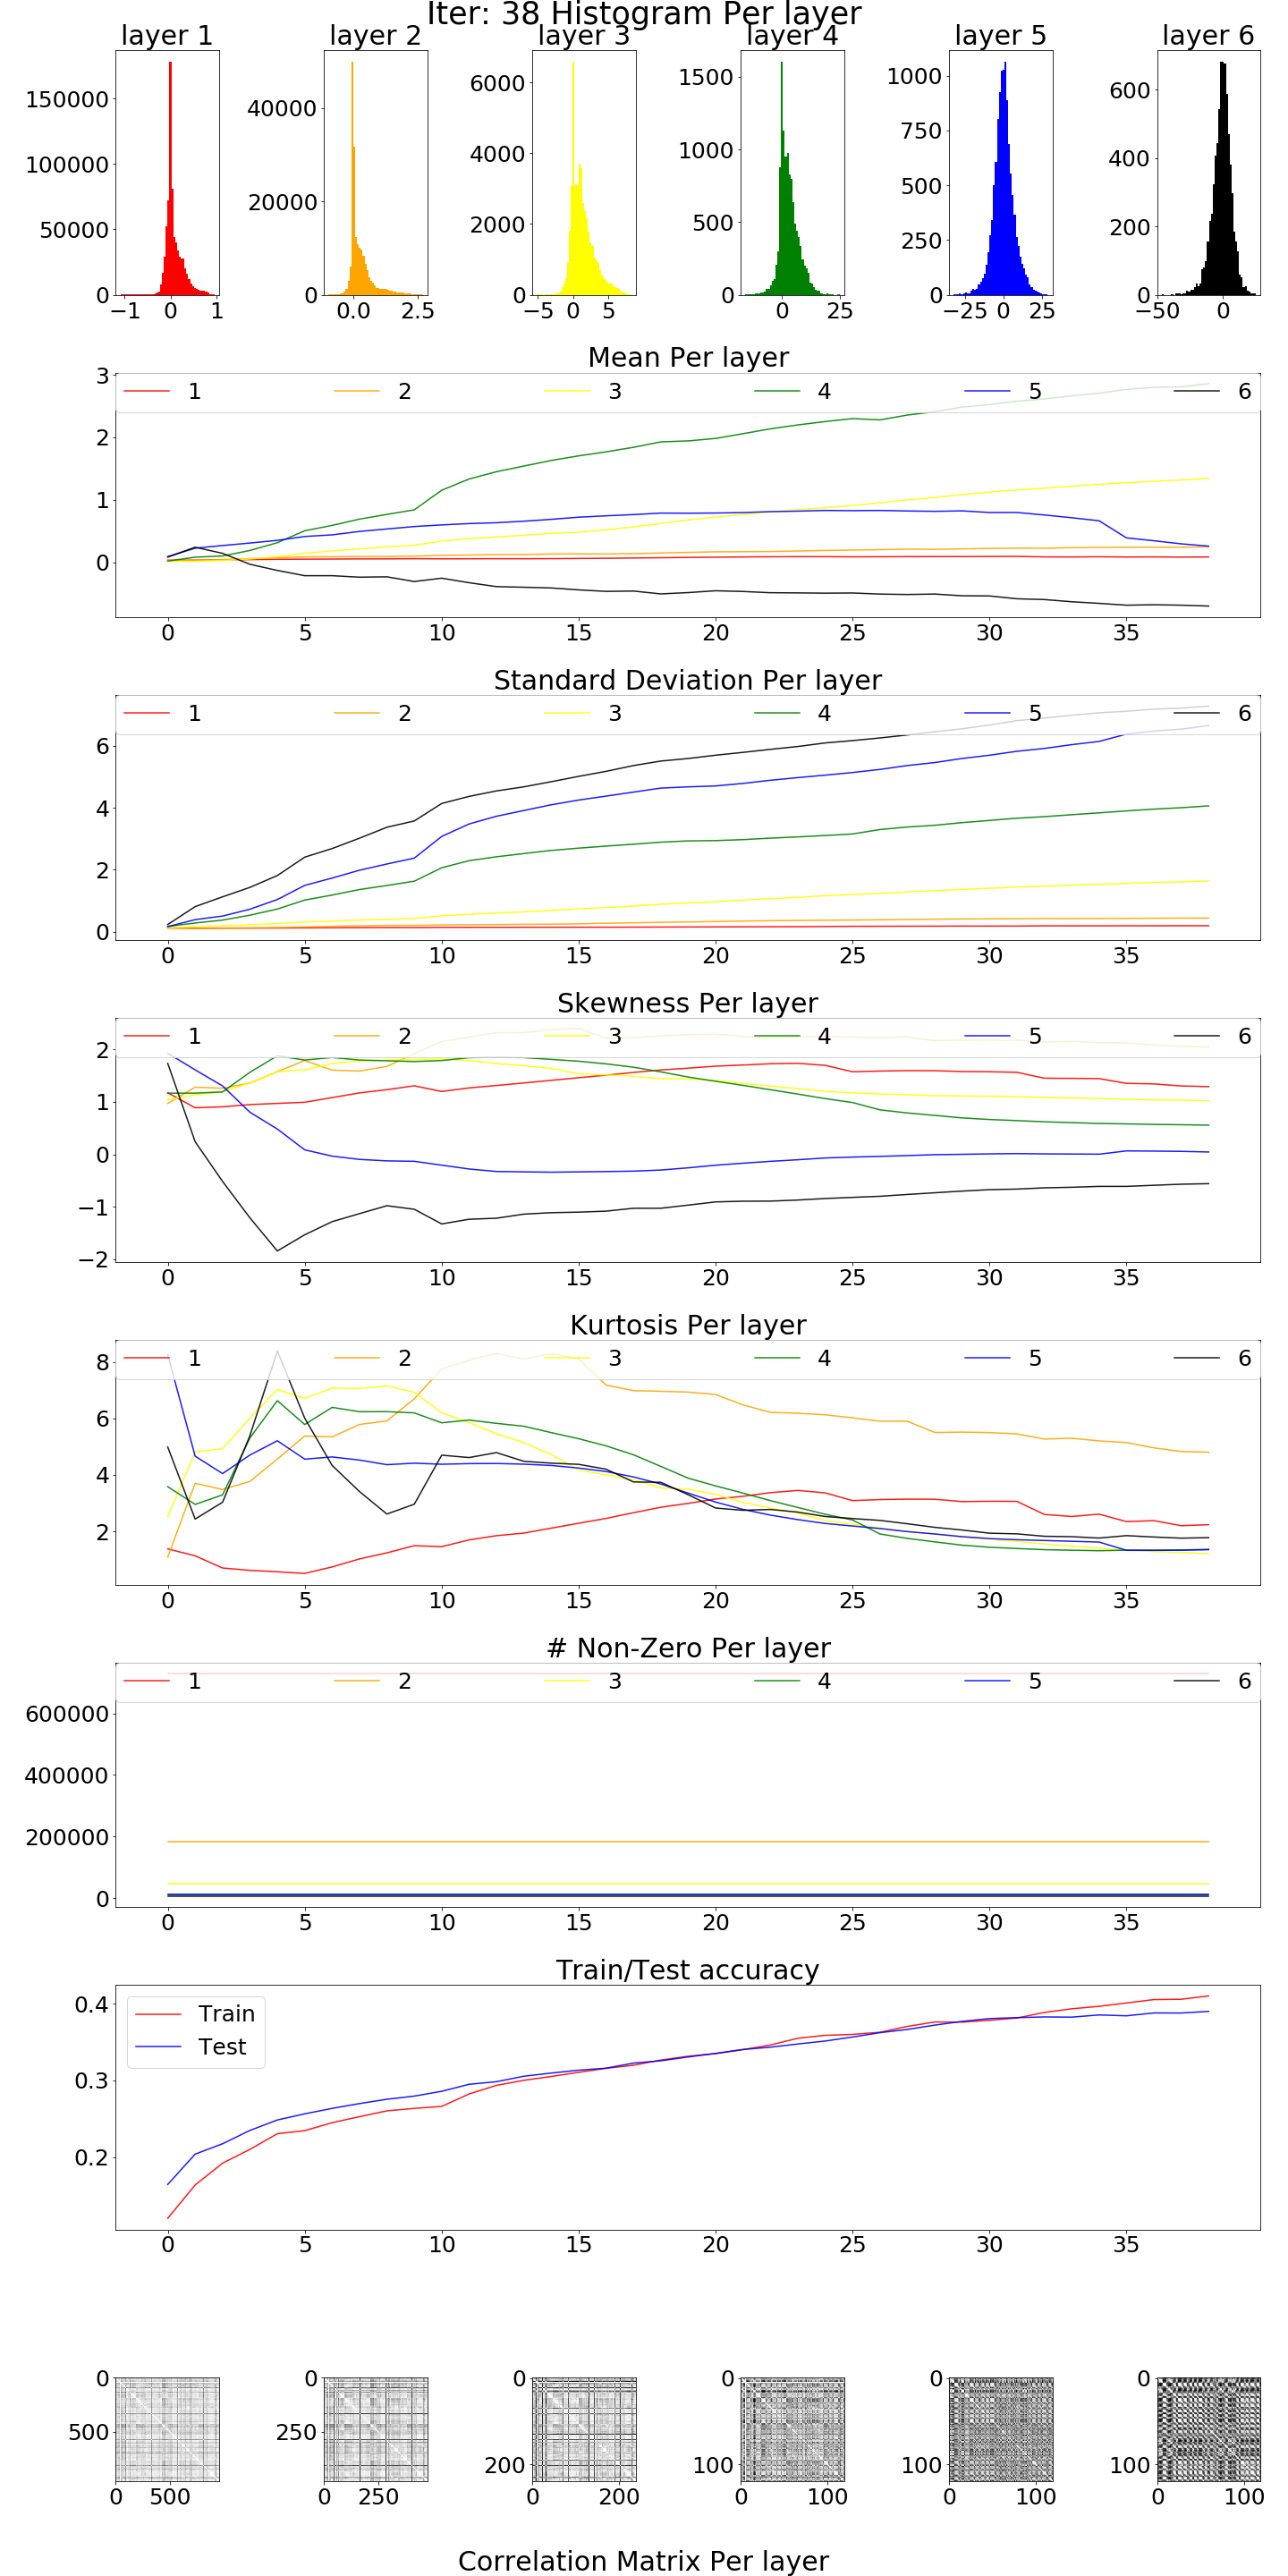 Iter: 38 Histogram Per layer
layer 1 layer 2 layer 3 layer 4 layer 5 layer 6
150000 100000 50000 0
−1 0 1
40000 20000 0
0.0 2.5
6000 4000 2000 0
−5 0 5
1500 1000 500 0
0 25
1000 750 500 250 0
−25 0 25
600 400 200 0
−50 0
Mean Per layer
1 2 3 4 5 6
3
2
1
0
0 5 10 15 20 25 30 35
Standard Deviation Per layer
1 2 3 4 5 6
6
4
2
0
0 5 10 15 20 25 30 35
Skewness Per layer
1 2 3 4 5 6
2
1
0
−1
−2
0 5 10 15 20 25 30 35
Kurtosis Per layer
1 2 3 4 5 6
8
6
4
2
0 5 10 15 20 25 30 35
# Non-Zero Per layer
1 2 3 4 5 6
600000
400000
200000
0
0 5 10 15 20 25 30 35
Train/Test accuracy
Train
Test
0.4
0.3
0.2
0 5 10 15 20 25 30 35
0 500
0 500
0 250
0 250
0 200
0 200
0 100
0 100
0 100
0 100
0 100
0 100
Correlation Matrix Per layer